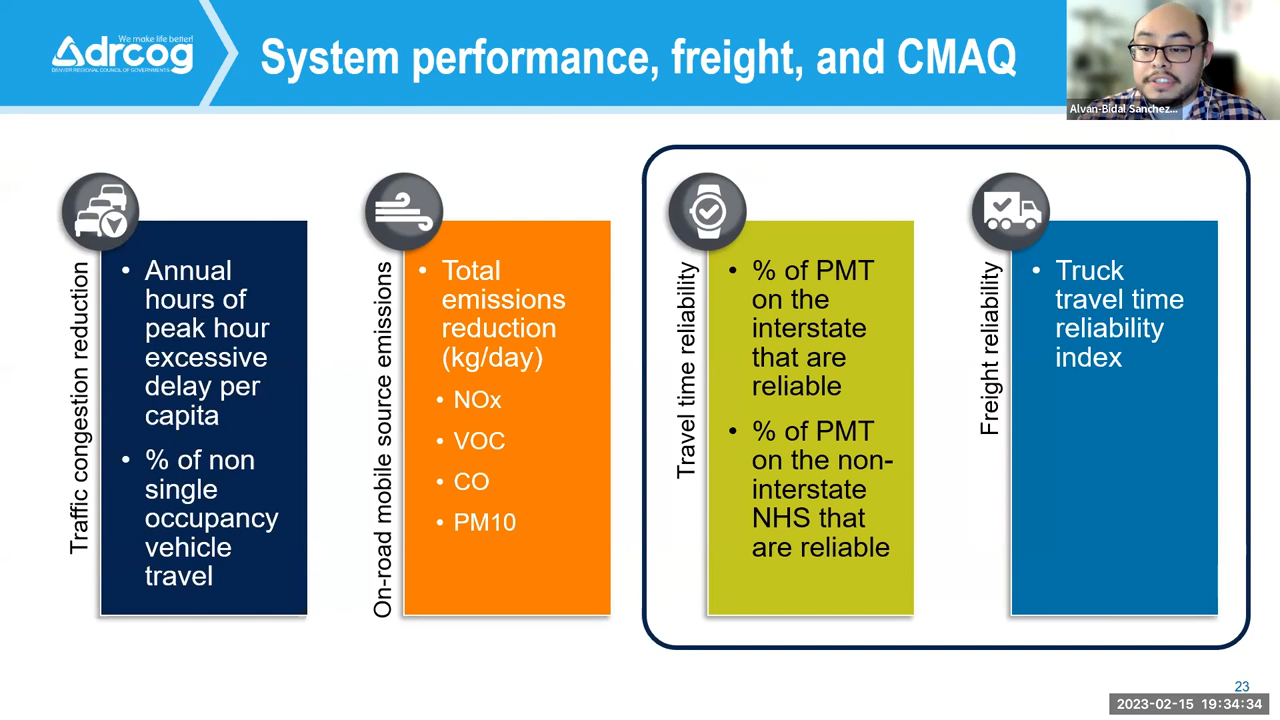 We make life better!
drcog
DENVER REGIONAL COUNCIL OF GOVERNMENTS
System performance, freight, and CMAQ
Alvan-Bidal Sanchez...
Traffic congestion reduction
• Annual
hours of
peak hour
excessive
delay per
capita
• % of non
single
occupancy
vehicle
travel
On-road mobile source emissions
• Total
emissions
reduction
(kg/day)
• NOx
• VOC
• CO
• PM10
Travel time reliability
• % of PMT
on the
interstate
that are
reliable
• % of PMT
on the non-
interstate
NHS that
are reliable
Freight reliability
• Truck
travel time
reliability
index
23
2023-02-15 19:34:34